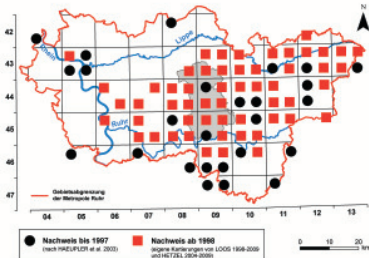 N
42
43
44
45
46
47
Rhein
Lippe
Ruhr
Gebietsabgrenzung
der Metropole Ruhr
04 05 06 07 08 09 10 11 12 13
Nachweis bis 1997
(nach HAEUPLER et al. 2003)
Nachweis ab 1998
(eigene Kartierungen von LOOS 1998-2009
und HETZEL 2004-2009)
0 10 20